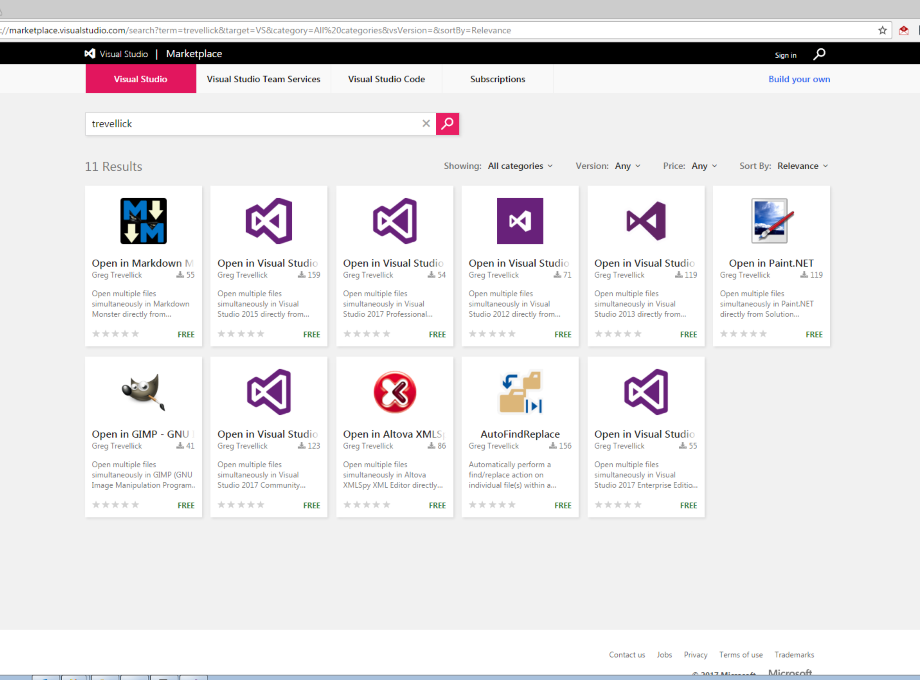 ://marketplace.visualstudio.com/search?term=trevellick&target=VS&category=All%20categories&vsVersion=&sortBy=Relevance
Visual Studio | Marketplace
Sign in
Visual Studio
Visual Studio Team Services
Visual Studio Code
Subscriptions
Build your own
trevellick
11 Results
Showing: All categories
Version: Any
Price: Any
Sort By: Relevance
Open in Markdown M
Greg Trevellick 55
Open multiple files
simultaneously in Markdown
Monster directly from...
FREE
Open in Visual Studio
Greg Trevellick 159
Open multiple files
simultaneously in Visual
Studio 2015 directly from...
FREE
Open in Visual Studio
Greg Trevellick 54
Open multiple files
simultaneously in Visual
Studio 2017 Professional...
FREE
Open in Visual Studio
Greg Trevellick 71
Open multiple files
simultaneously in Visual
Studio 2012 directly from...
FREE
Open in Visual Studio
Greg Trevellick 119
Open multiple files
simultaneously in Visual
Studio 2013 directly from...
FREE
Open in Paint.NET
Greg Trevellick 119
Open multiple files
simultaneously in Paint.NET
directly from Solution...
FREE
Open in GIMP - GNU
Greg Trevellick 41
Open multiple files
simultaneously in GIMP (GNU
Image Manipulation Program...
FREE
Open in Visual Studio
Greg Trevellick 123
Open multiple files
simultaneously in Visual
Studio 2017 Community...
FREE
Open in Altova XMLSp
Greg Trevellick 86
Open multiple files
simultaneously in Altova
XMLSpy XML Editor directly...
FREE
AutoFindReplace
Greg Trevellick 156
Automatically perform a
find/replace action on
individual file(s) within a...
FREE
Open in Visual Studio
Greg Trevellick 55
Open multiple files
simultaneously in Visual
Studio 2017 Enterprise Editio...
FREE
Contact us Jobs Privacy Terms of use Trademarks
© 2017 Microsoft Microsoft